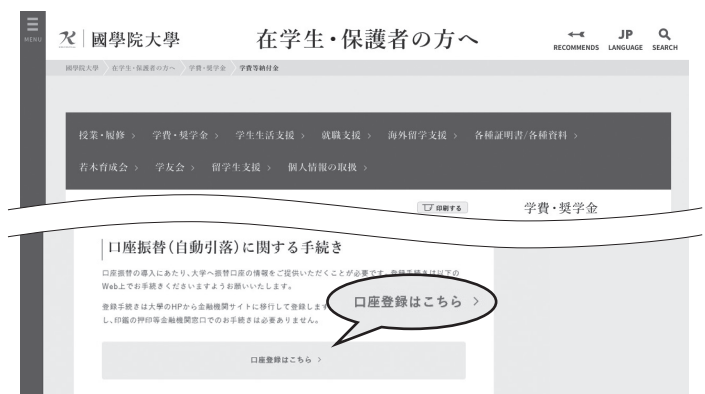 MENU
國學院大學
在学生・保護者の方へ
RECOMMENDS
JP
LANGUAGE
SEARCH
國學院大學 在学生・保護者の方へ 学費・奨学金 学費等納付金
授業・履修 > 学費・奨学金 > 学生生活支援 > 就職支援 > 海外留学支援 > 各種証明書/各種資料 >
若木育成会 > 学友会 > 留学生支援 > 個人情報の取扱 >
印刷する
学費・奨学金
口座振替(自動引落)に関する手続き
口座振替の導入にあたり、大学へ振替口座の情報をご提供いただくことが必要です。登録手続きは以下の
Web上でお手続きくださいますようお願いいたします。
登録手続きは大學のHPから金融機関サイトに移行して登録します
し、印鑑の押印等金融機関窓口でのお手続きは必要ありません。
口座登録はこちら >
口座登録はこちら >